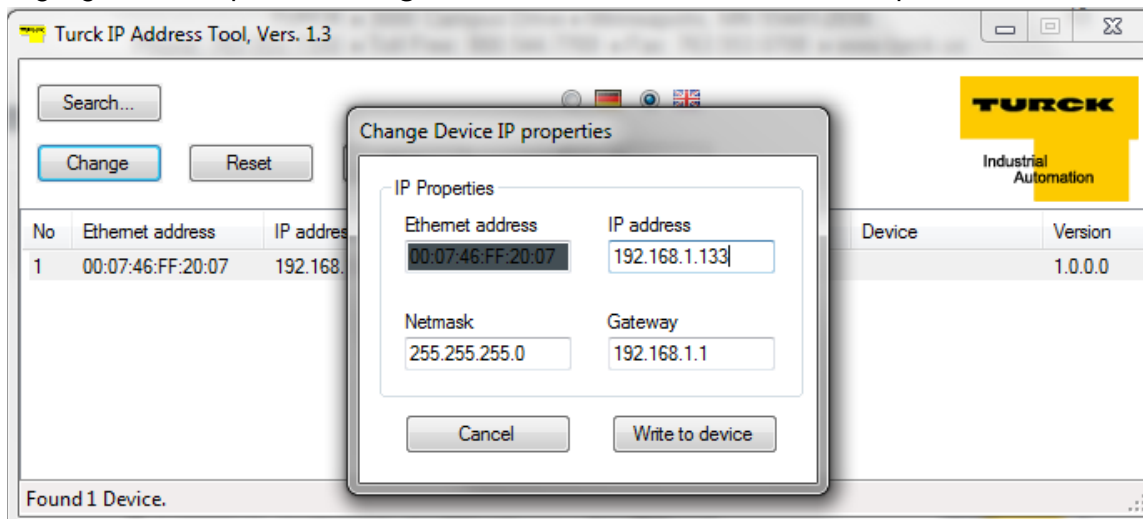 Turck IP Address Tool, Vers. 1.3
Search...
TURCK
Industrial
Automation
Change
Reset
Change Device IP properties
IP Properties
Ethernet address IP address
00:07:46:FF:20:07 192.168.1.133
Netmask Gateway
255.255.255.0 192.168.1.1
Cancel Write to device
No Ethernet address Device Version
1 00:07:46:FF:20:07 192.168. 1.0.0.0
Found 1 Device.